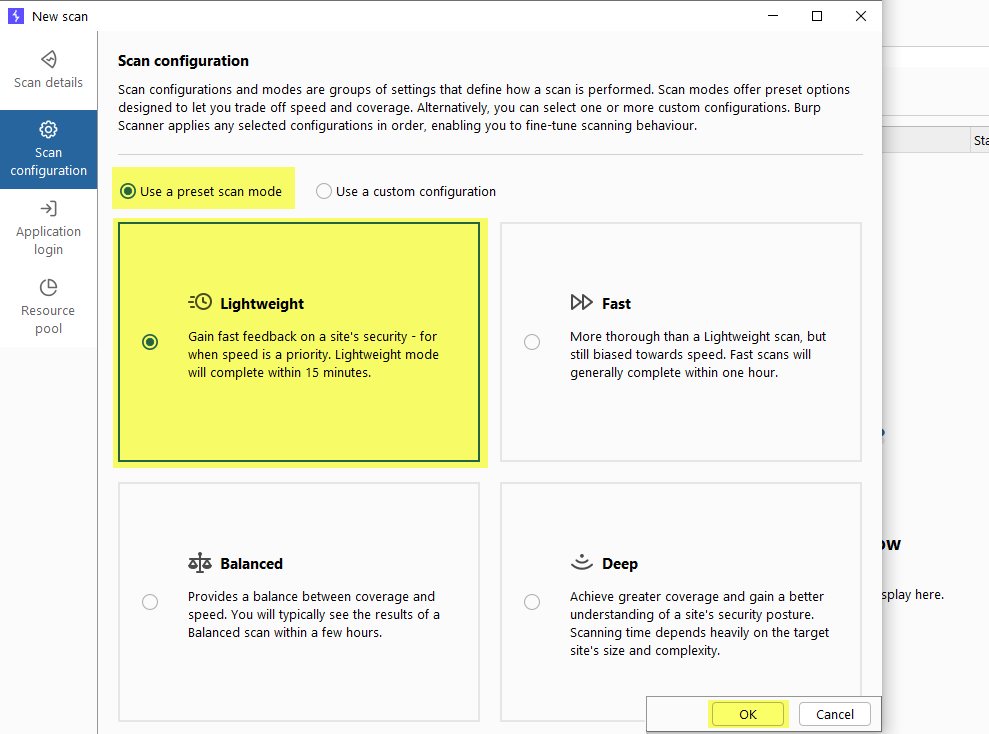 New scan
Scan details
Scan
configuration
Application
login
Resource
pool
Scan configuration
Scan configurations and modes are groups of settings that define how a scan is performed. Scan modes offer preset options
designed to let you trade off speed and coverage. Alternatively, you can select one or more custom configurations. Burp
Scanner applies any selected configurations in order, enabling you to fine-tune scanning behaviour.
Use a preset scan mode
Use a custom configuration
Lightweight
Gain fast feedback on a site's security - for
when speed is a priority. Lightweight mode
will complete within 15 minutes.
Fast
More thorough than a Lightweight scan, but
still biased towards speed. Fast scans will
generally complete within one hour.
Balanced
Provides a balance between coverage and
speed. You will typically see the results of a
Balanced scan within a few hours.
Deep
Achieve greater coverage and gain a better
understanding of a site's security posture.
Scanning time depends heavily on the target
site's size and complexity.
OK
Cancel
Sta
ow
splay here.